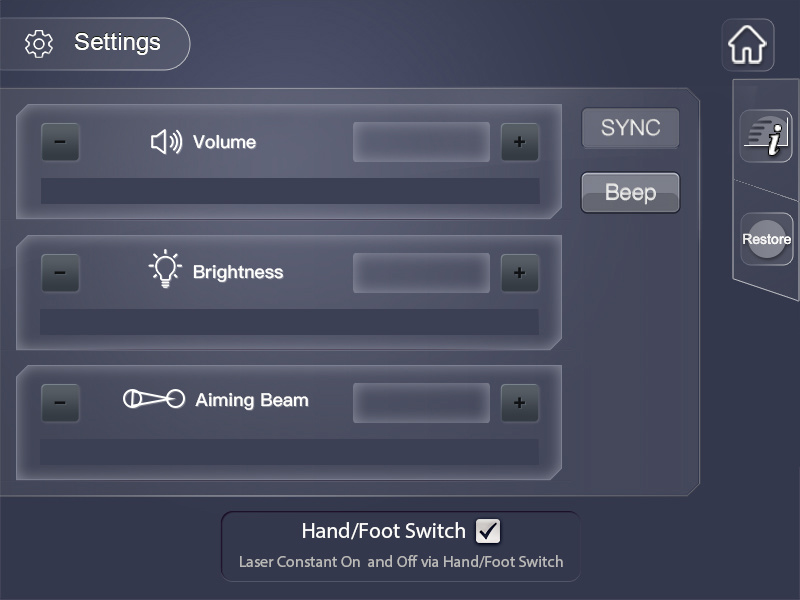 Settings
- Volume +
SYNC
Beep
- Brightness +
- Aiming Beam +
i
Restore
Hand/Foot Switch
Laser Constant On and Off via Hand/Foot Switch